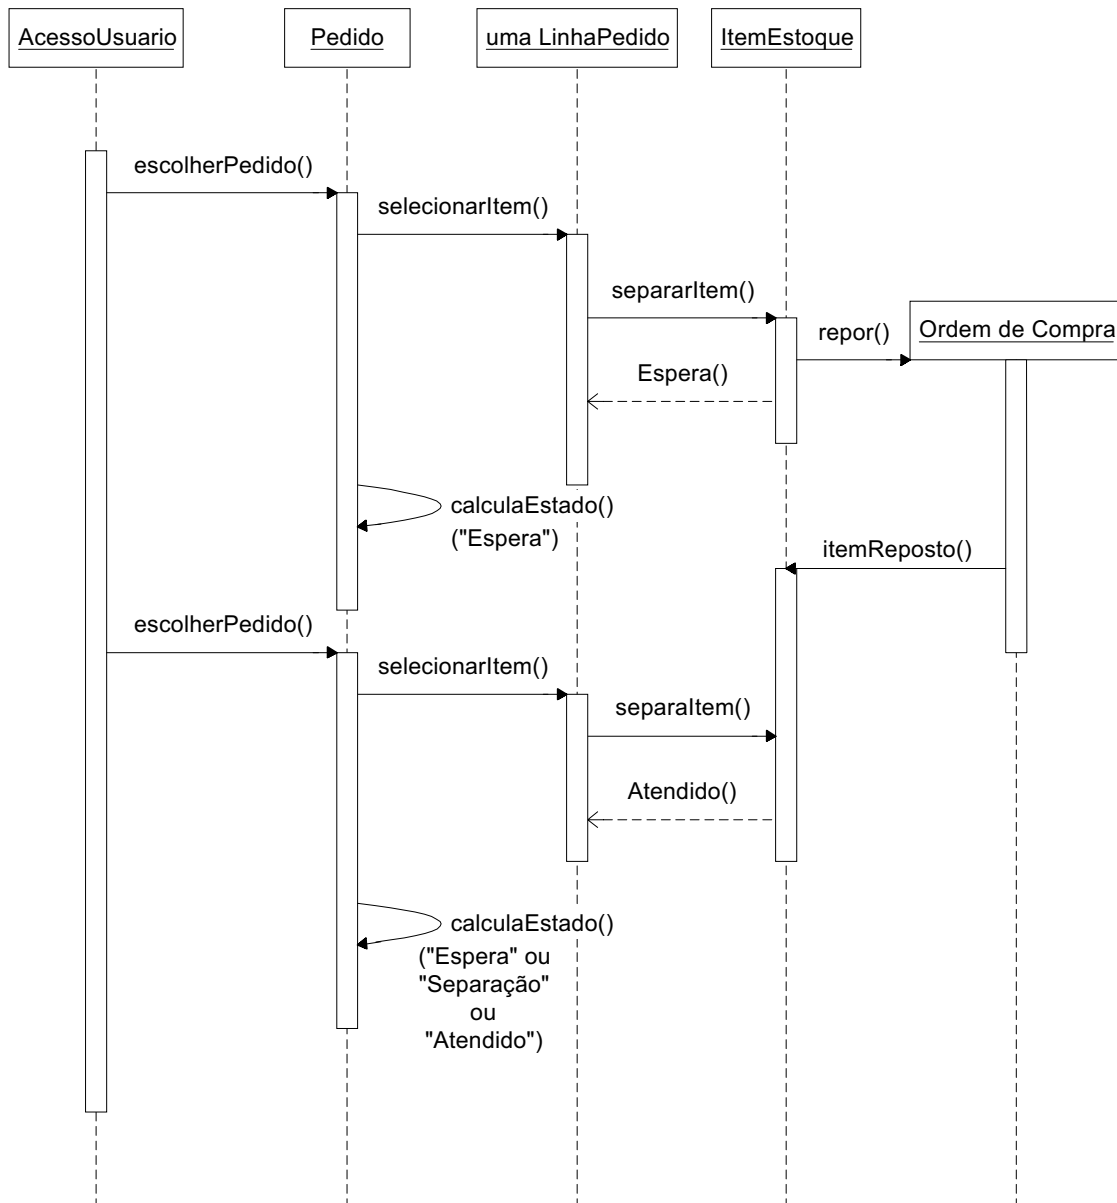 AcessoUsuario
Pedido
uma LinhaPedido
ItemEstoque
escolherPedido()
selecionarItem()
separarItem()
repor()
Ordem de Compra
Espera()
calculaEstado()
("Espera")
itemReposto()
escolherPedido()
selecionarItem()
separaItem()
Atendido()
calculaEstado()
("Espera" ou
"Separação"
ou
"Atendido")